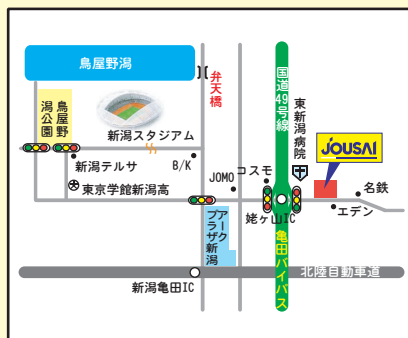 鳥屋野潟
弁天橋
国道49号線
東新潟病院
鳥屋野
潟公園
新潟スタジアム
JOUSAI
新潟テルサ
B/K
コスモ
JOMO
名鉄
東京学館新潟高
姥ヶ山IC
エデン
アーク
プラザ新潟
亀田バイパス
北陸自動車道
新潟亀田IC